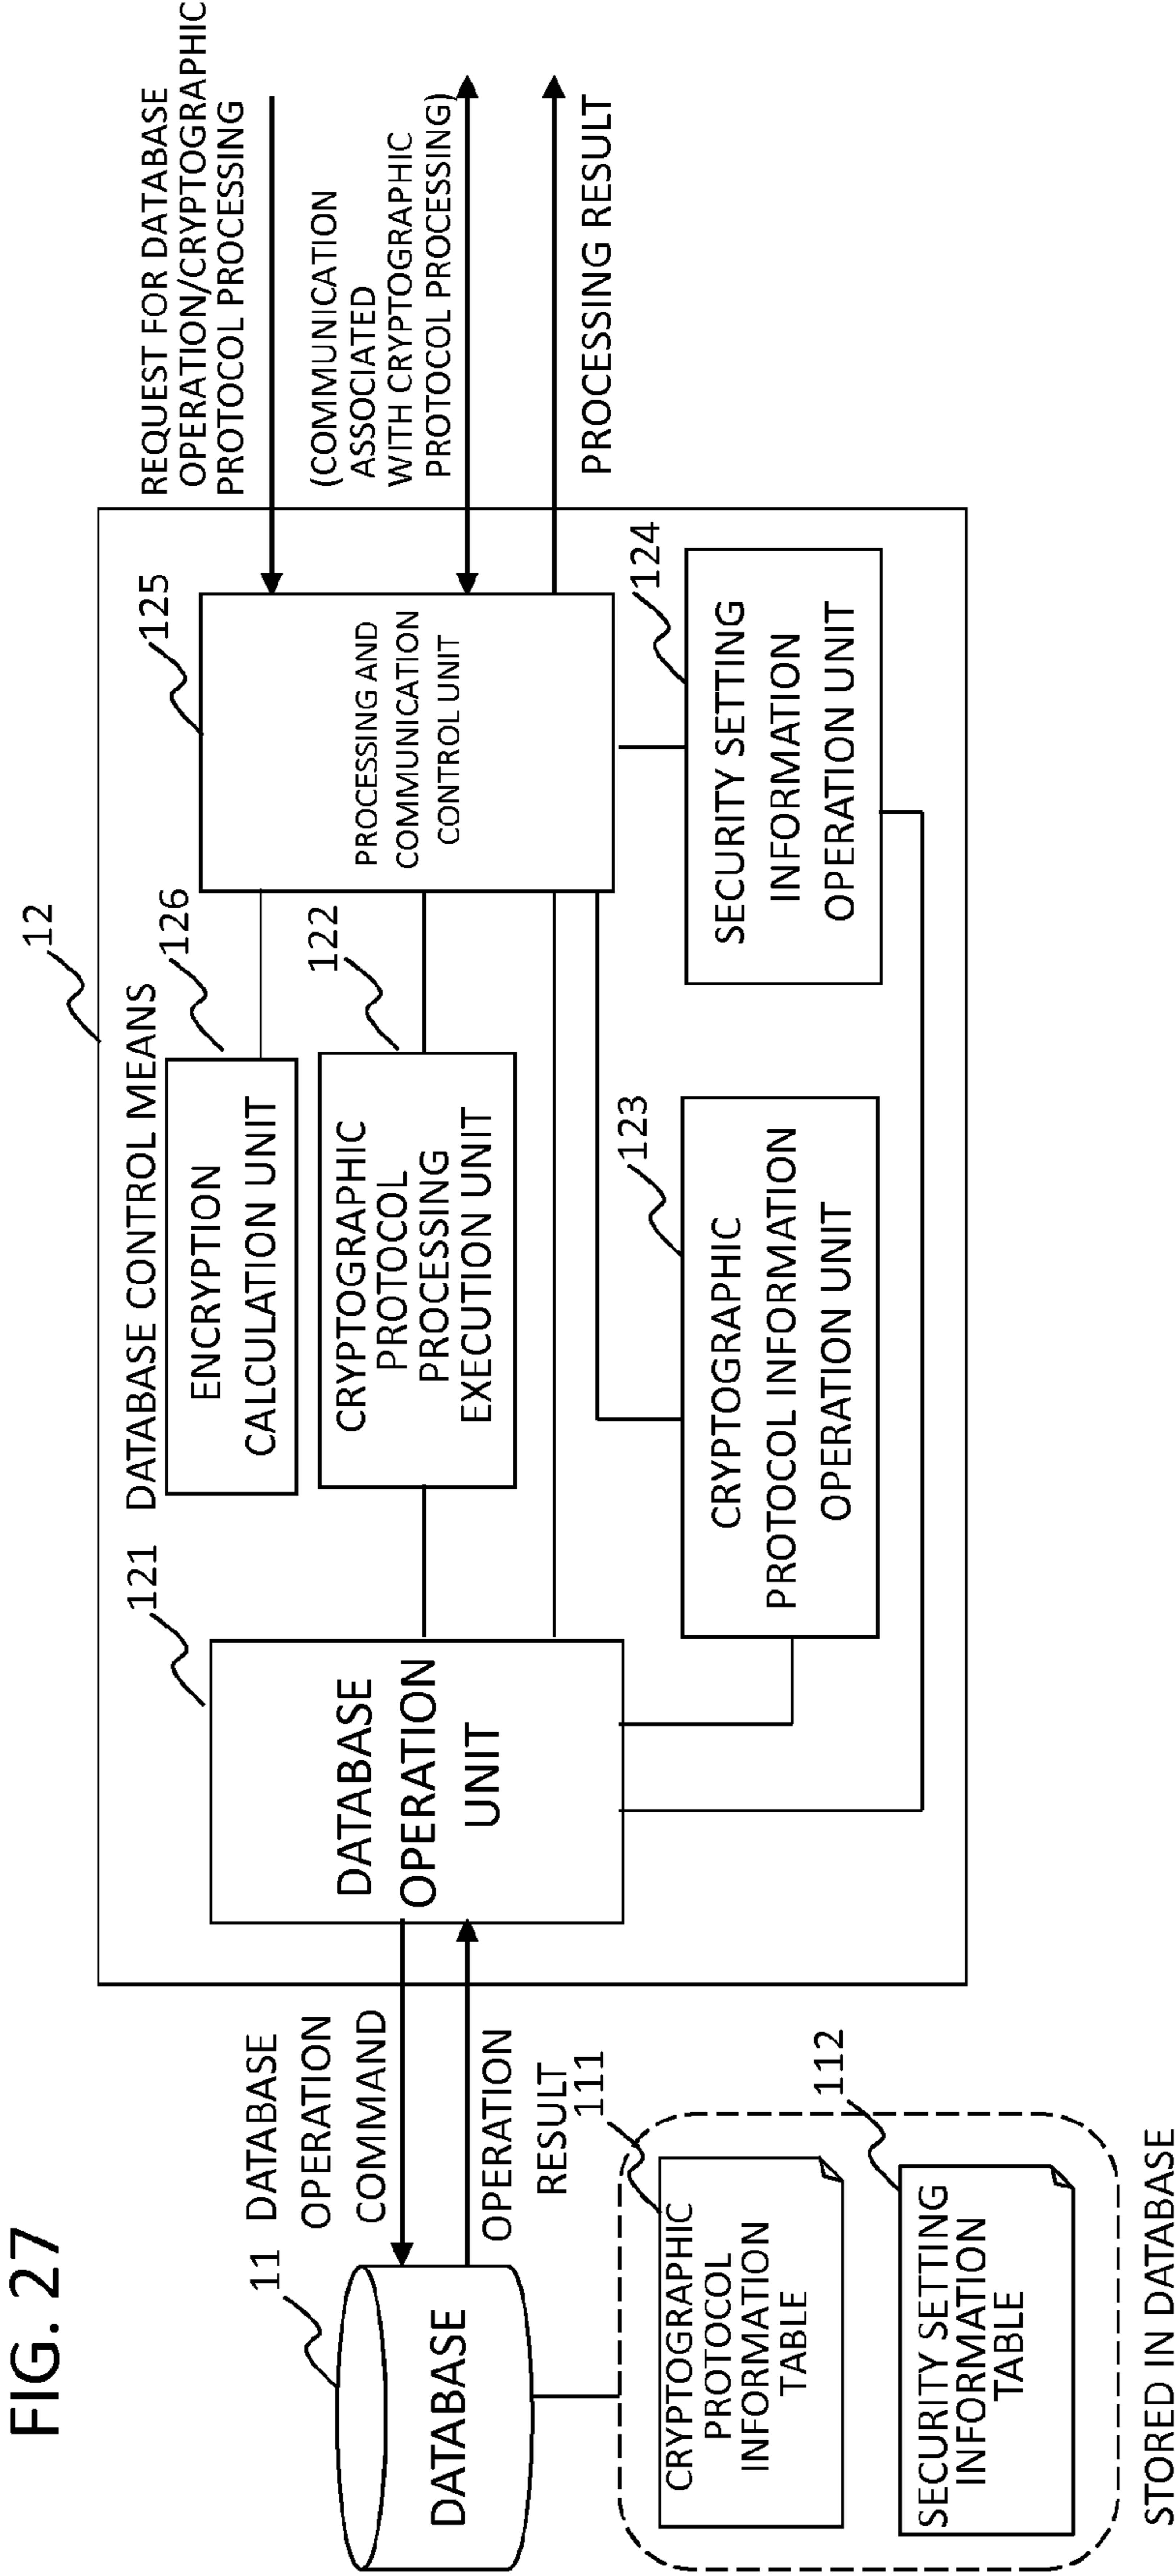 FIG. 27
12
DATABASE CONTROL MEANS
11
DATABASE
DATABASE
OPERATION
COMMAND
OPERATION
RESULT
111
CRYPTOGRAPHIC
PROTOCOL
INFORMATION
TABLE
112
SECURITY SETTING
INFORMATION
TABLE
STORED IN DATABASE
121
DATABASE
OPERATION
UNIT
126
ENCRYPTION
CALCULATION UNIT
122
CRYPTOGRAPHIC
PROTOCOL
PROCESSING
EXECUTION UNIT
123
CRYPTOGRAPHIC
PROTOCOL INFORMATION
OPERATION UNIT
125
PROCESSING AND
COMMUNICATION
CONTROL UNIT
124
SECURITY SETTING
INFORMATION
OPERATION UNIT
REQUEST FOR DATABASE
OPERATION/CRYPTOGRAPHIC
PROTOCOL PROCESSING
(COMMUNICATION
ASSOCIATED
WITH CRYPTOGRAPHIC
PROTOCOL PROCESSING)
PROCESSING RESULT